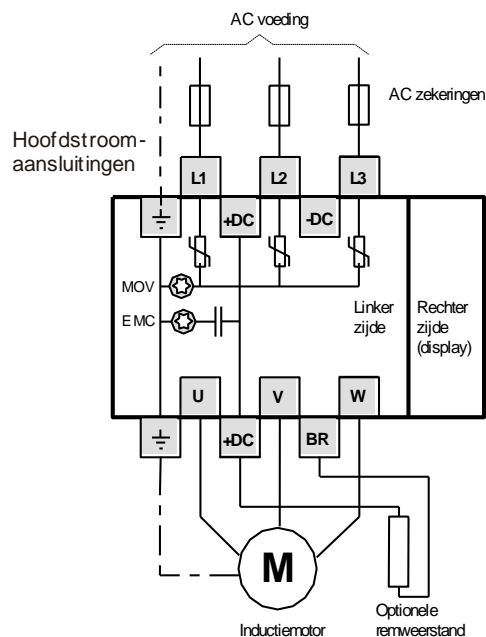 AC voeding
AC zekeringen
Hoofdstroom-
aansluitingen
L1 L2 L3
+DC -DC
MOV
EMC
Linker
zijde
Rechter
zijde
(display)
U V W
+DC BR
M
Inductiemotor
Optionele
remweerstand